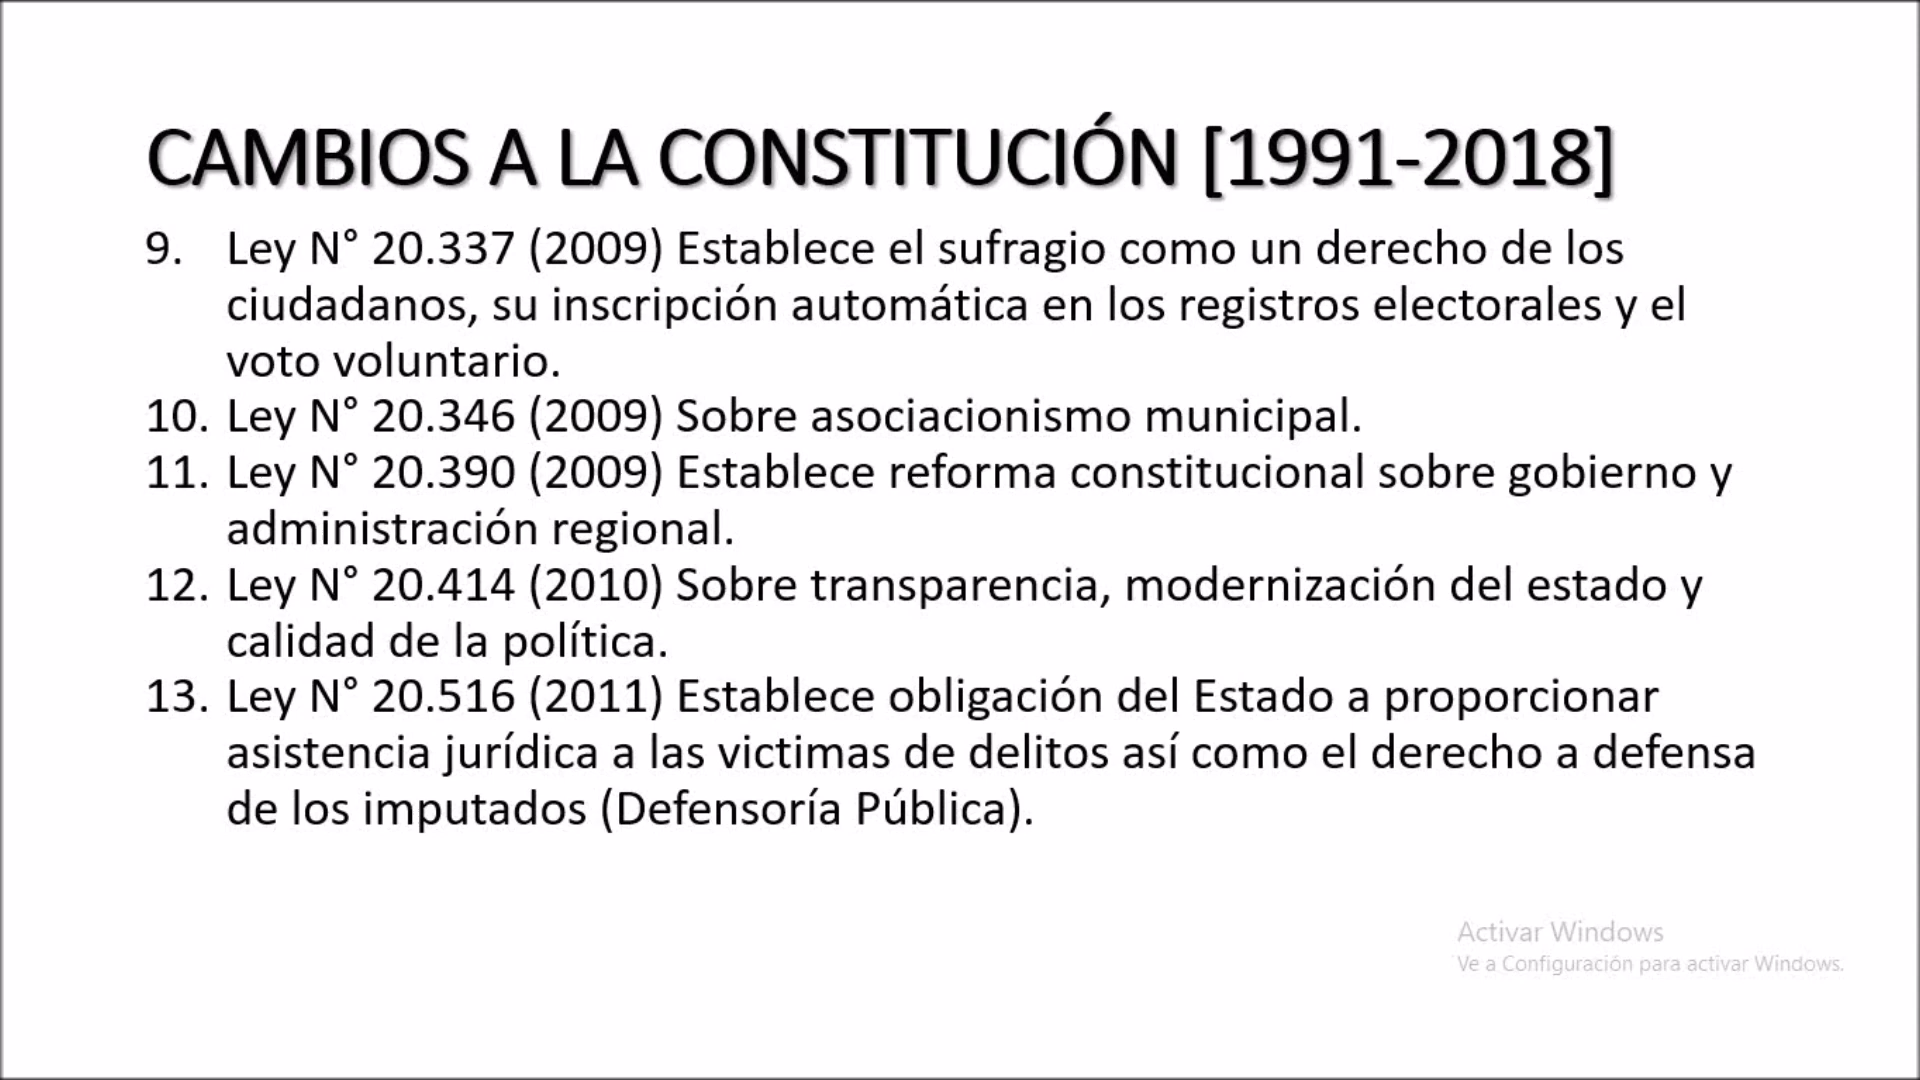 CAMBIOS A LA CONSTITUCIÓN [1991-2018]
9. Ley N° 20.337 (2009) Establece el sufragio como un derecho de los
ciudadanos, su inscripción automática en los registros electorales y el
voto voluntario.
10. Ley N° 20.346 (2009) Sobre asociacionismo municipal.
11. Ley N° 20.390 (2009) Establece reforma constitucional sobre gobierno y
administración regional.
12. Ley N° 20.414 (2010) Sobre transparencia, modernización del estado y
calidad de la política.
13. Ley N° 20.516 (2011) Establece obligación del Estado a proporcionar
asistencia jurídica a las victimas de delitos así como el derecho a defensa
de los imputados (Defensoría Pública).
Activar Windows
Ve a Configuración para activar Windows.